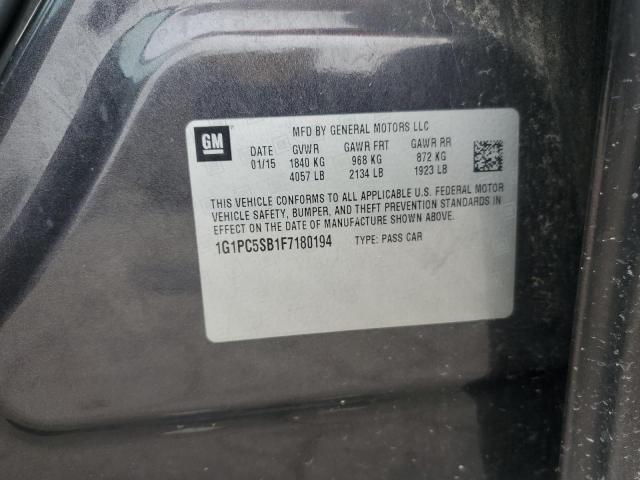 GM
MFD BY GENERAL MOTORS LLC
DATE GVWR GAWR FRT GAWR RR
01/15 1840 KG 968 KG 872 KG
4057 LB 2134 LB 1923 LB
THIS VEHICLE CONFORMS TO ALL APPLICABLE U.S. FEDERAL MOTOR
VEHICLE SAFETY, BUMPER, AND THEFT PREVENTION STANDARDS IN
EFFECT ON THE DATE OF MANUFACTURE SHOWN ABOVE.
1G1PC5SB1F7180194 TYPE: PASS CAR